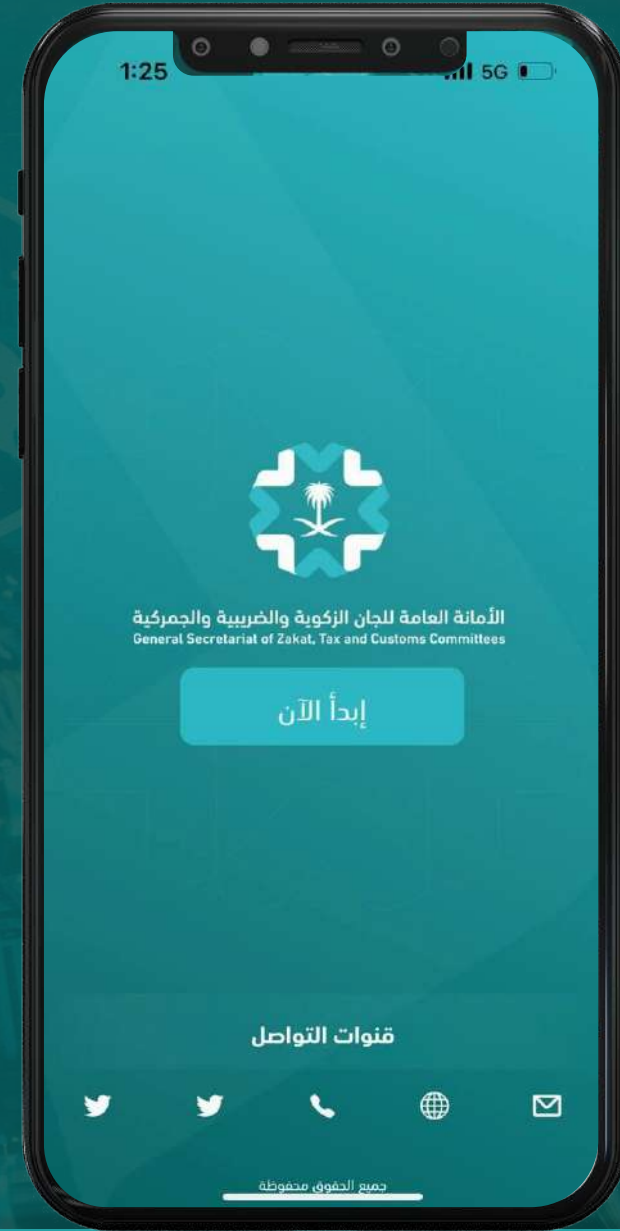 1:25 5G
الأمانة العامة للجان الزكوية والضريبية والجمركية
General Secretariat of Zakat, Tax and Customs Committees
إبدأ الآن
قنوات التواصل
جميع الحقوق محفوظة